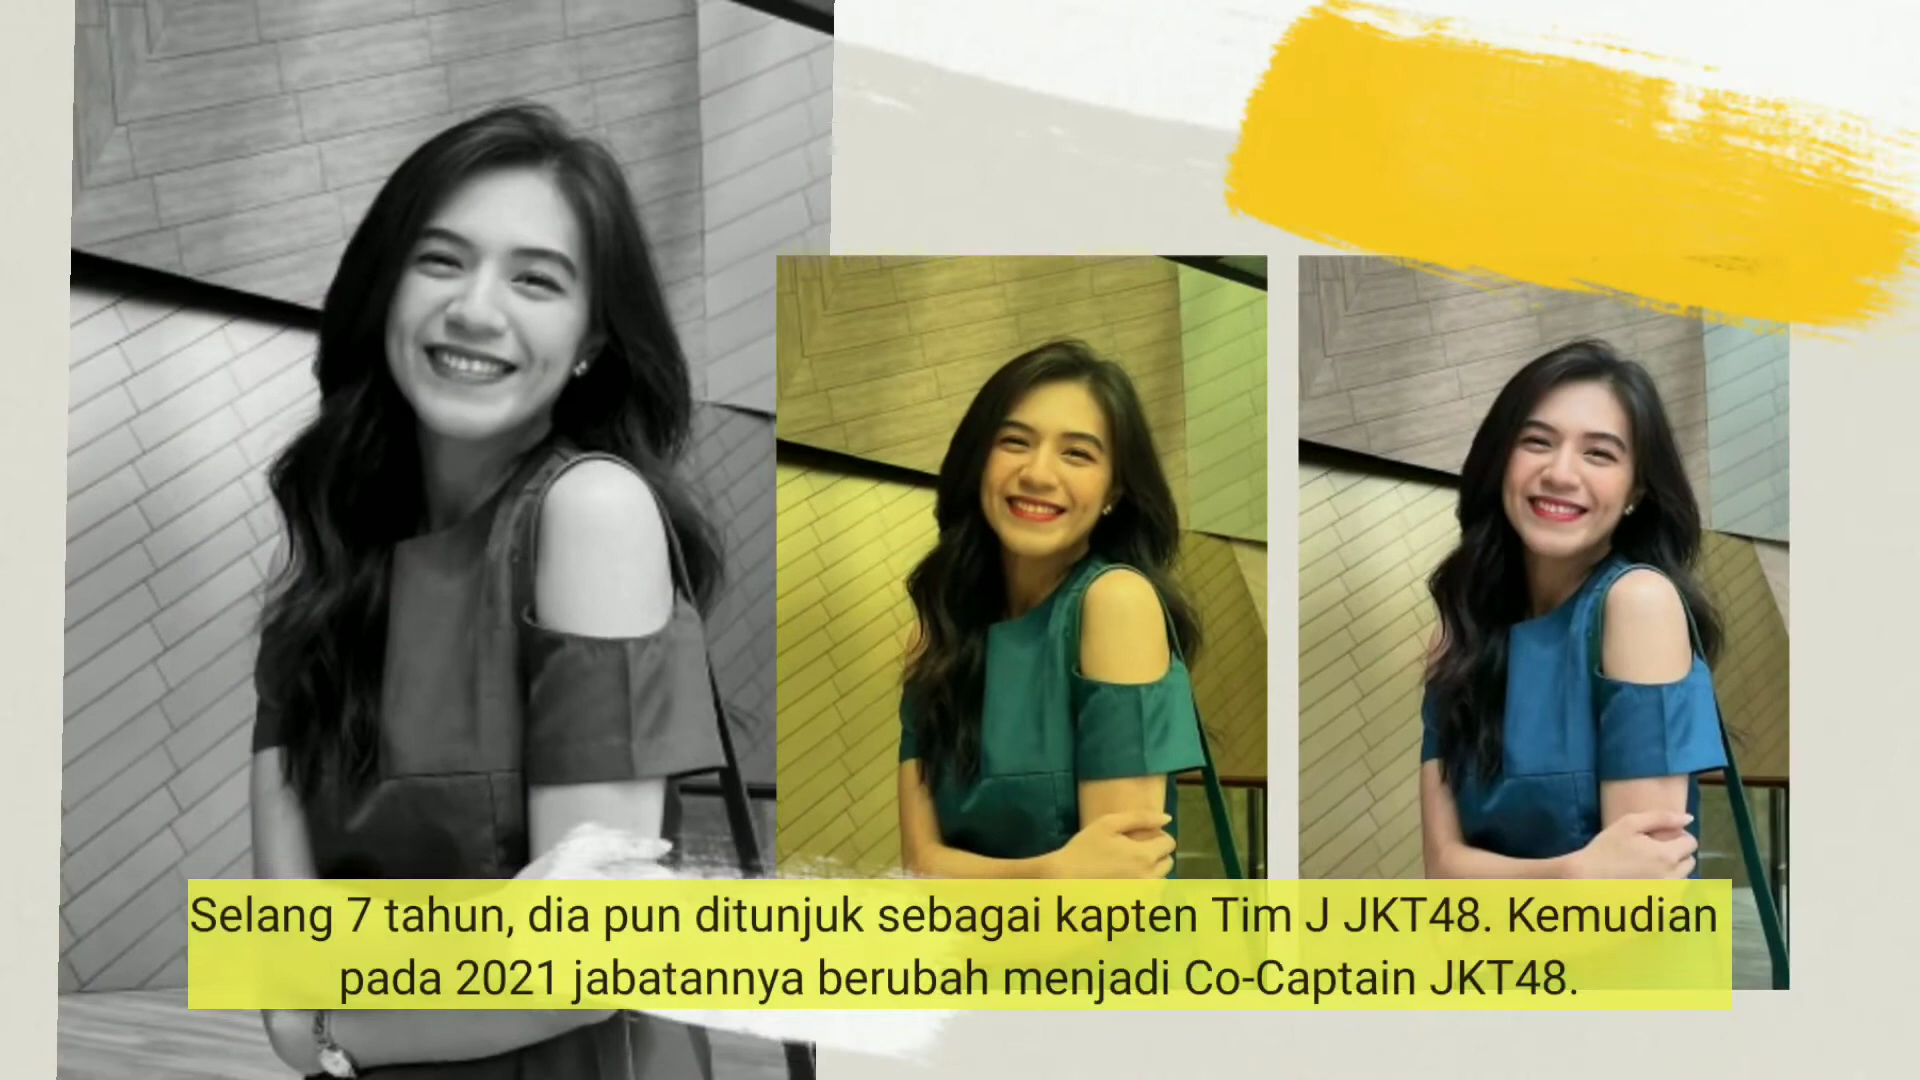 Selang 7 tahun, dia pun ditunjuk sebagai kapten Tim J JKT48. Kemudian
pada 2021 jabatannya berubah menjadi Co-Captain JKT48.